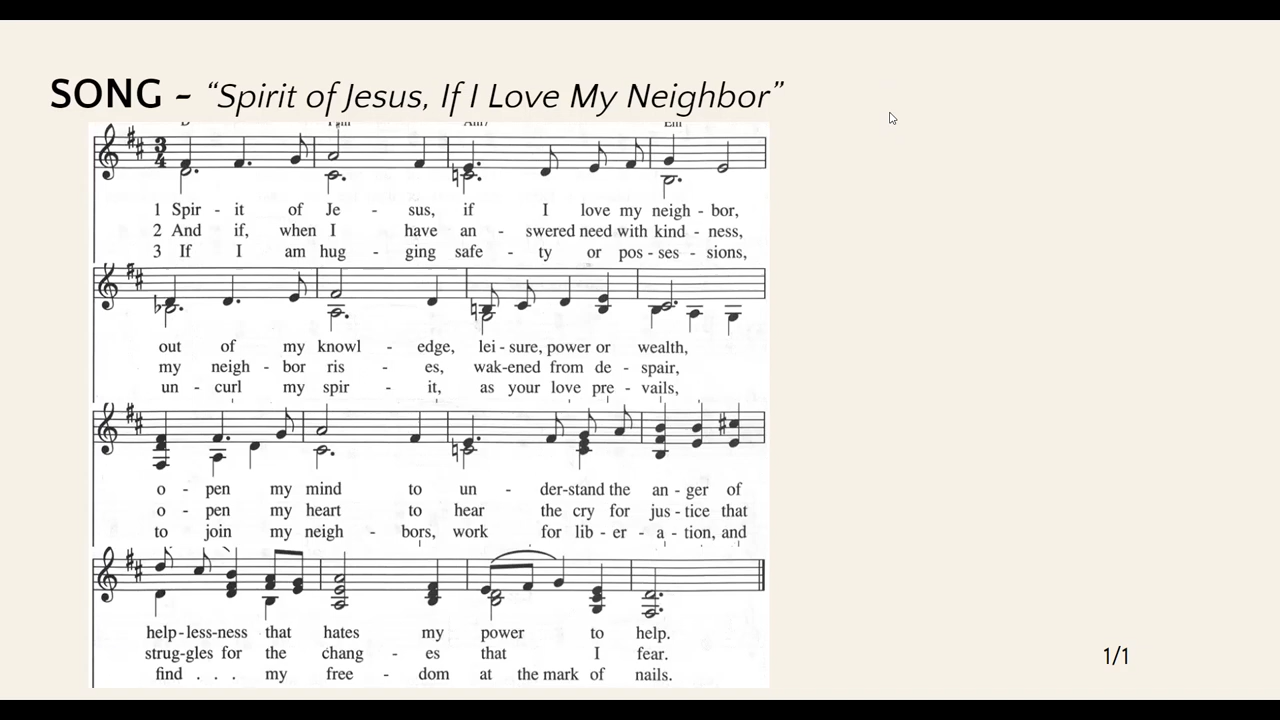 SONG - “Spirit of Jesus, If I Love My Neighbor”
1 Spir - it of Je - sus, if I love my neigh - bor,
2 And if, when I have an - swered need with kind - ness,
3 If I am hug - ging safe - ty or pos - ses - sions,
out of my knowl - edge, lei - sure, power or wealth,
my neigh - bor ris - es, wak-ened from de - spair,
un - curl my spir - it, as your love pre - vails,
o - pen my mind to un - der-stand the an - ger of
o - pen my heart to hear the cry for jus - tice that
to join my neigh - bors, work for lib - er - a - tion, and
help-less-ness that hates my power to help.
strug-gles for the chang - es that I fear.
find . . . my free - dom at the mark of nails.
1/1